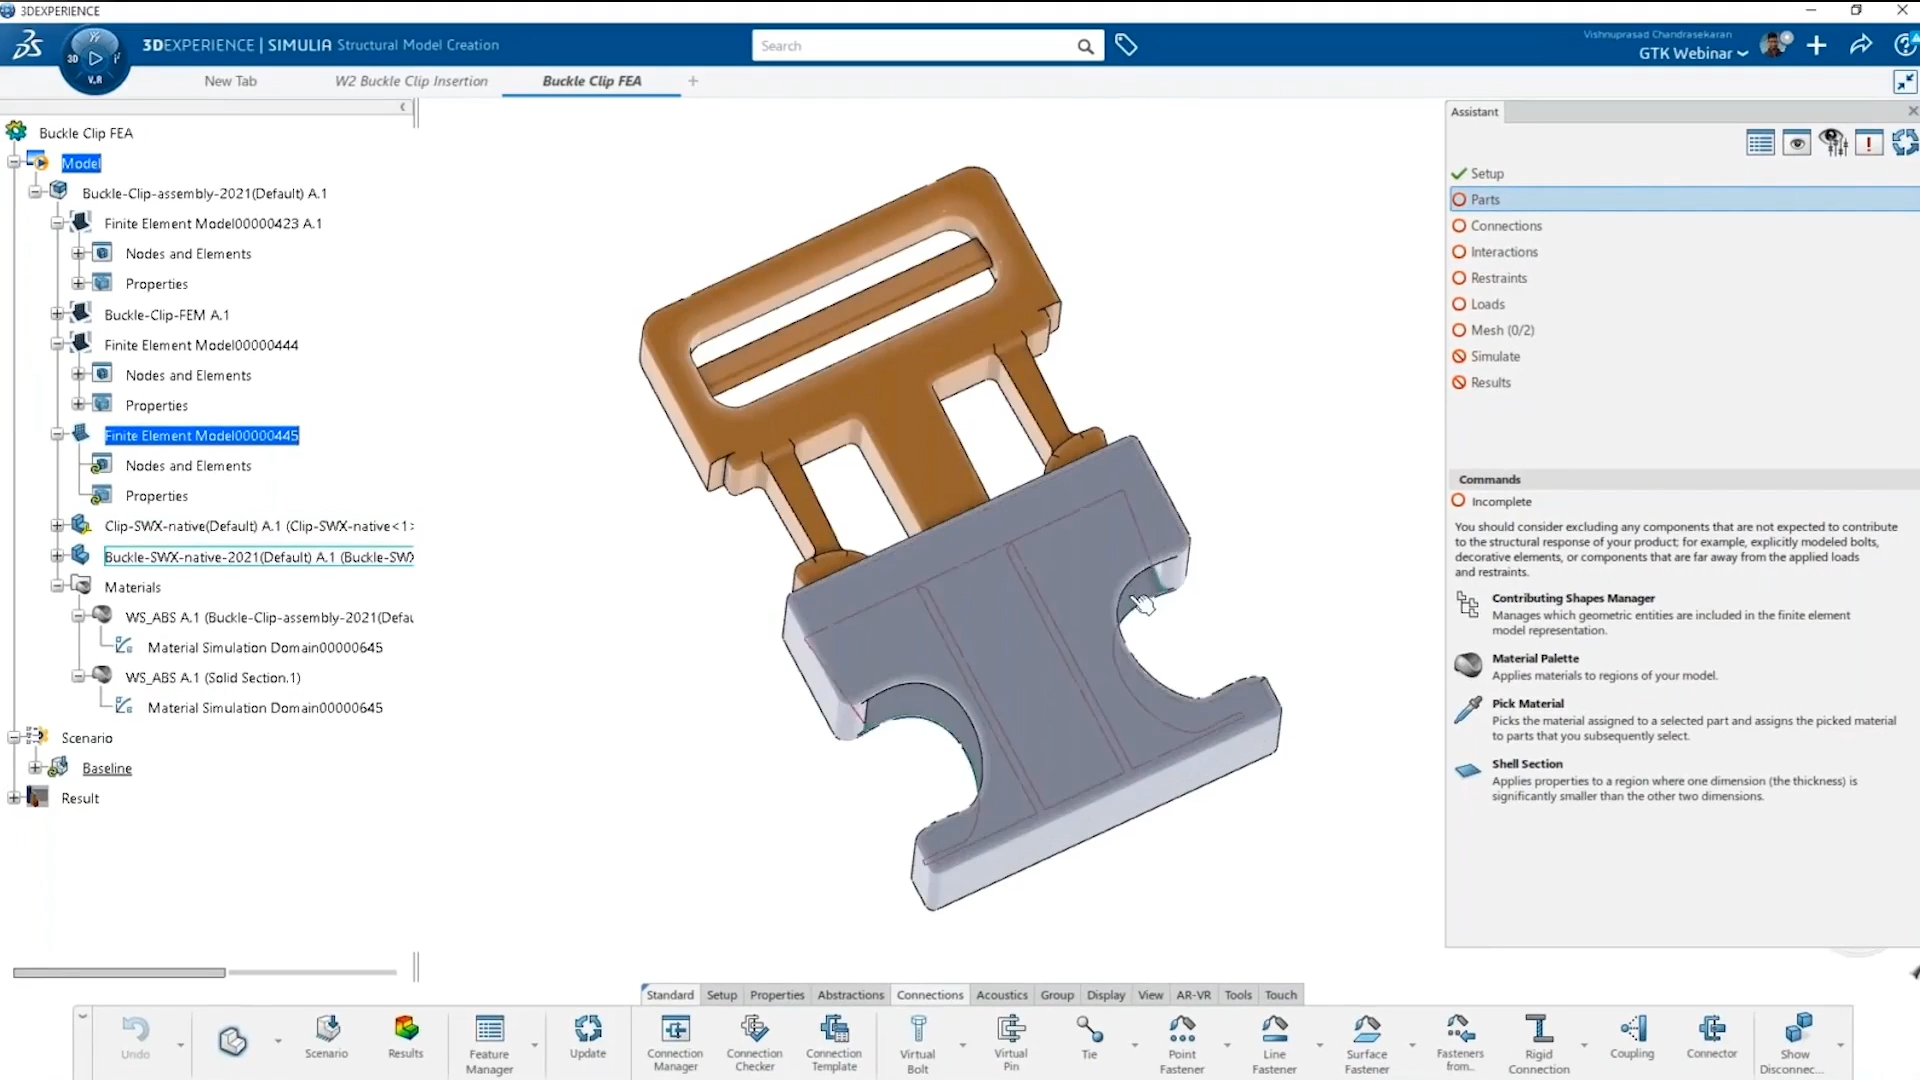 3DEXPERIENCE
3DEXPERIENCE | SIMULIA Structural Model Creation
3D
V.R
Search
Vishnuprasad Chandrasekaran
GTK Webinar
New Tab
W2 Buckle Clip Insertion
Buckle Clip FEA
Buckle Clip FEA
Model
Buckle-Clip-assembly-2021(Default) A.1
Finite Element Model00000423 A.1
Nodes and Elements
Properties
Buckle-Clip-FEM A.1
Finite Element Model00000444
Nodes and Elements
Properties
Finite Element Model00000445
Nodes and Elements
Properties
Clip-SWX-native(Default) A.1 (Clip-SWX-native<1>
Buckle-SWX-native-2021(Default) A.1 (Buckle-SWX
Materials
WS_ABS A.1 (Buckle-Clip-assembly-2021(Defau
Material Simulation Domain00000645
WS_ABS A.1 (Solid Section.1)
Material Simulation Domain00000645
Scenario
Baseline
Result
Assistant
Setup
Parts
Connections
Interactions
Restraints
Loads
Mesh (0/2)
Simulate
Results
Commands
Incomplete
You should consider excluding any components that are not expected to contribute
to the structural response of your product; for example, explicitly modeled bolts,
decorative elements, or components that are far away from the applied loads
and restraints.
Contributing Shapes Manager
Manages which geometric entities are included in the finite element
model representation.
Material Palette
Applies materials to regions of your model.
Pick Material
Picks the material assigned to a selected part and assigns the picked material
to parts that you subsequently select.
Shell Section
Applies properties to a region where one dimension (the thickness) is
significantly smaller than the other two dimensions.
Standard Setup Properties Abstractions Connections Acoustics Group Display View AR-VR Tools Touch
Undo
Scenario
Results
Feature Manager
Update
Connection Manager
Connection Checker
Connection Template
Virtual Bolt
Virtual Pin
Tie
Point Fastener
Line Fastener
Surface Fastener
Fasteners from...
Rigid Connection
Coupling
Connector
Show Disconnec...